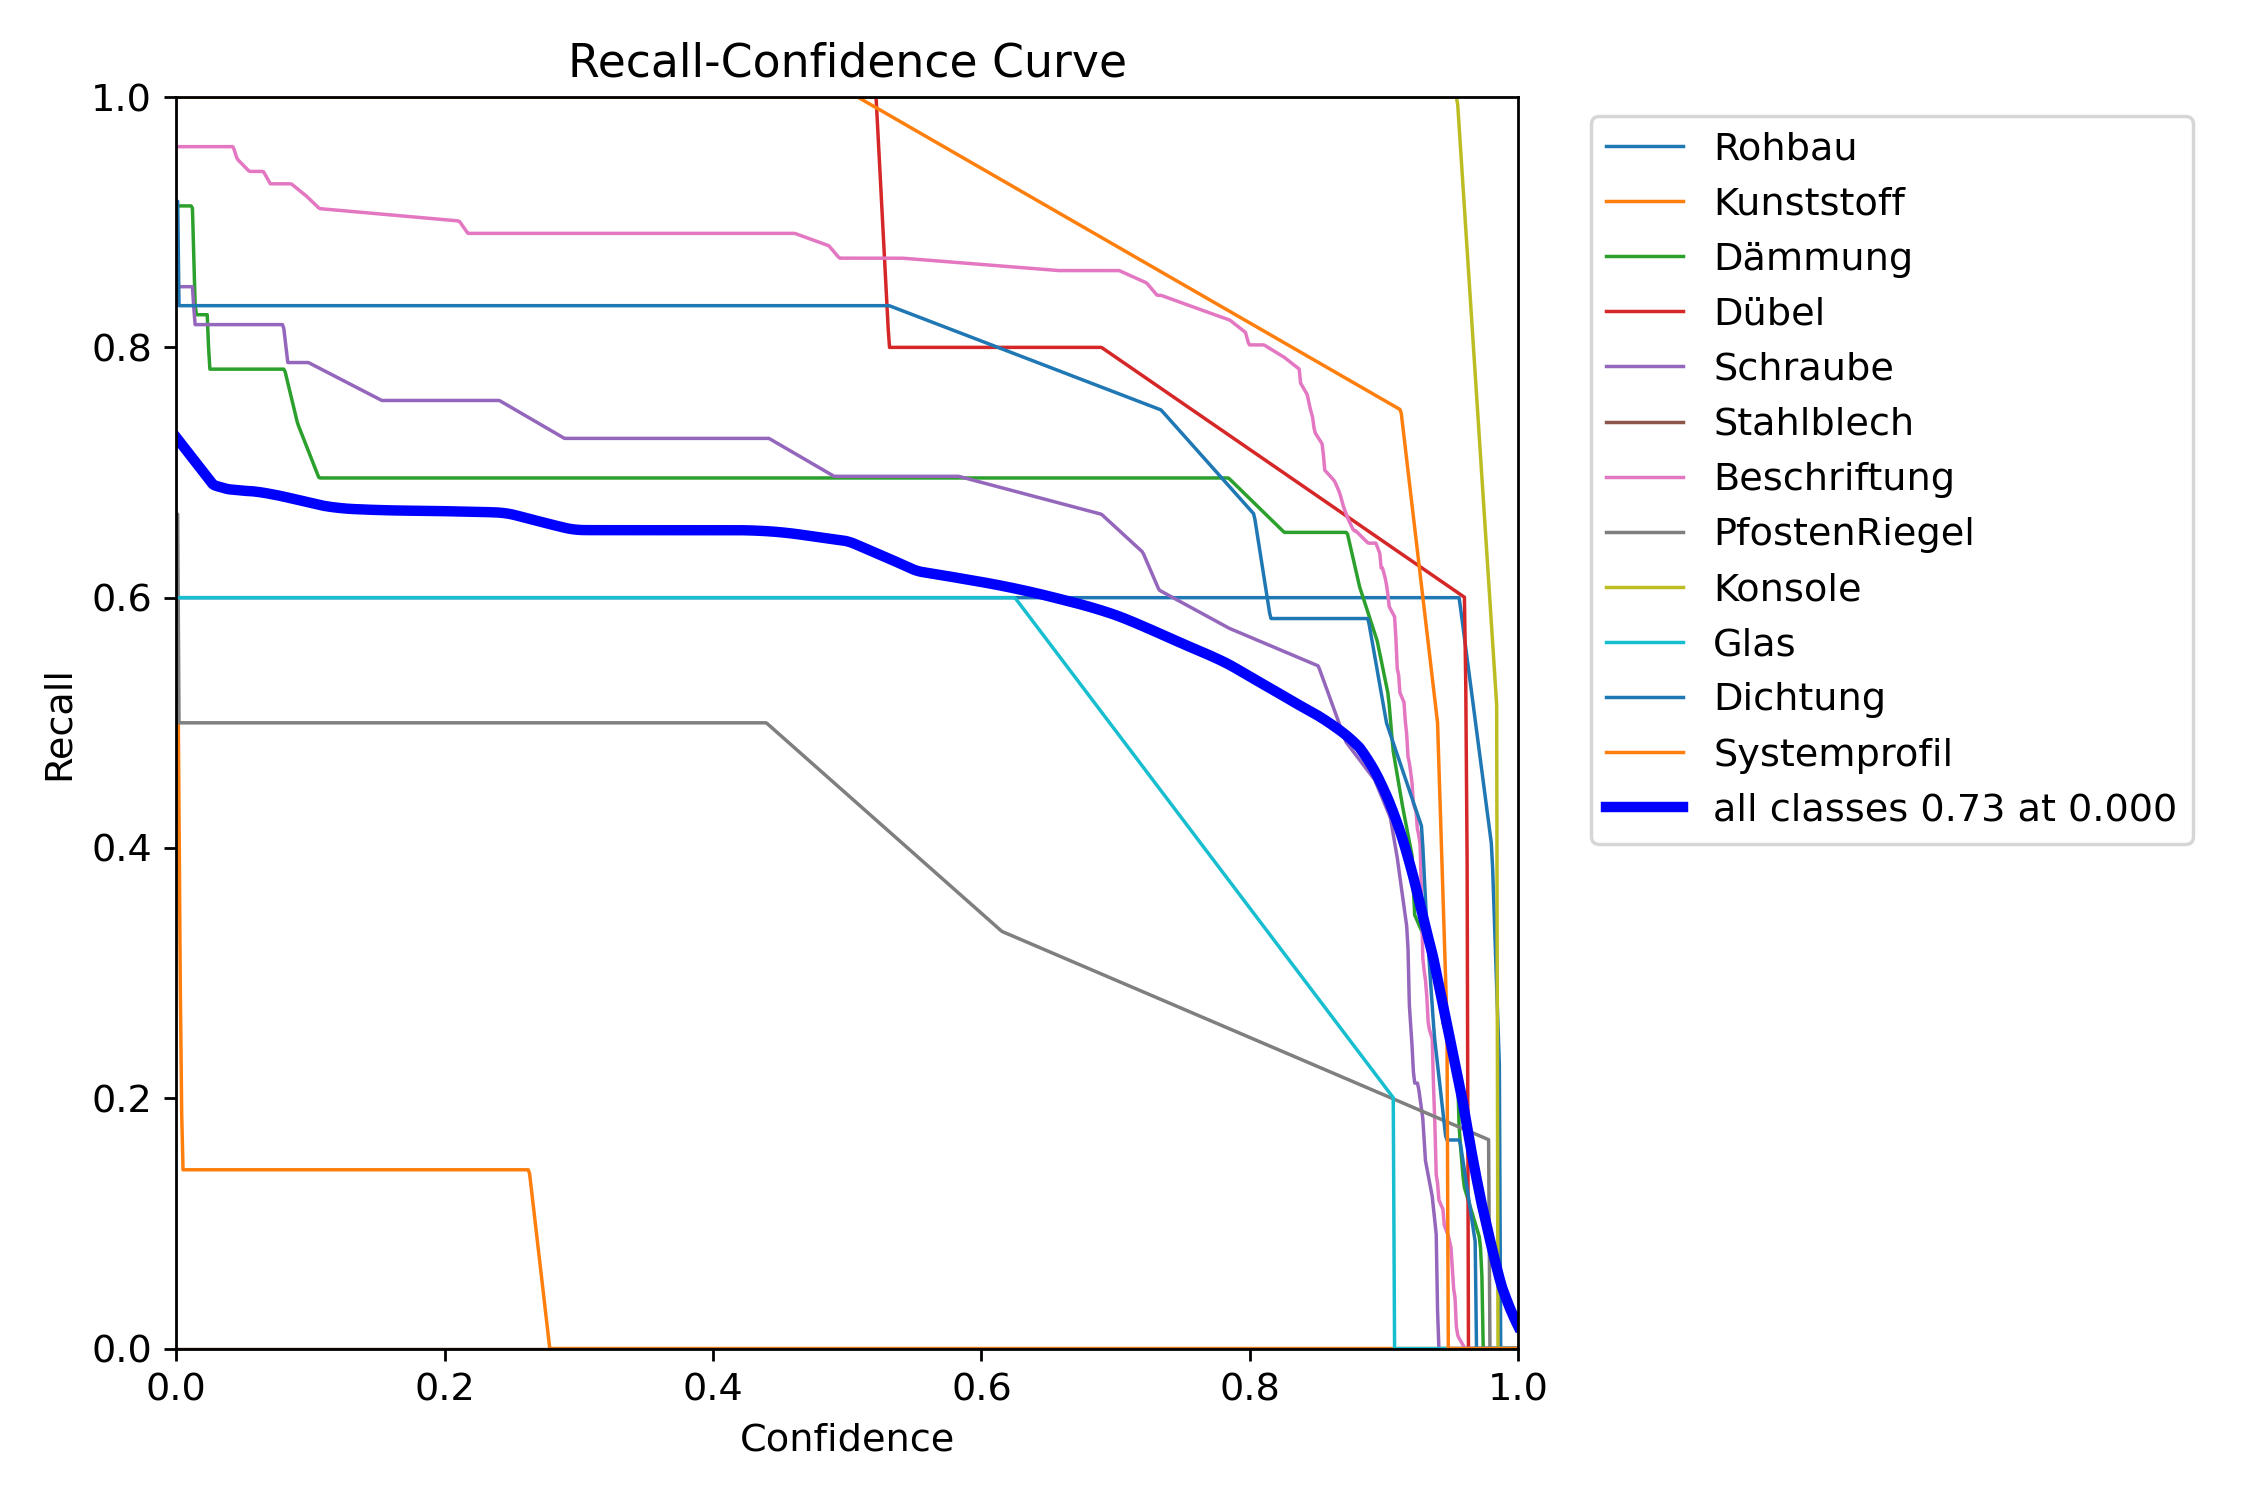 Recall-Confidence Curve
1.0
0.8
0.6
0.4
0.2
0.0
Recall
0.0 0.2 0.4 0.6 0.8 1.0
Confidence
Rohbau
Kunststoff
Dämmung
Dübel
Schraube
Stahlblech
Beschriftung
PfostenRiegel
Konsole
Glas
Dichtung
Systemprofil
all classes 0.73 at 0.000